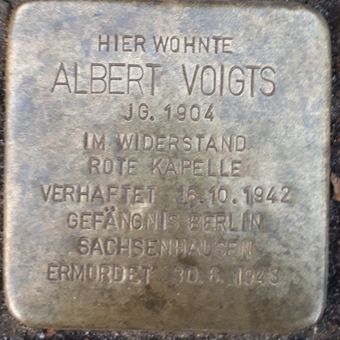 HIER WOHNTE
ALBERT VOIGTS
JG. 1904
IM WIDERSTAND
ROTE KAPELLE
VERHAFTET 16.10.1942
GEFÄNGNIS BERLIN
SACHSENHAUSEN
ERMORDET 30.6.1943